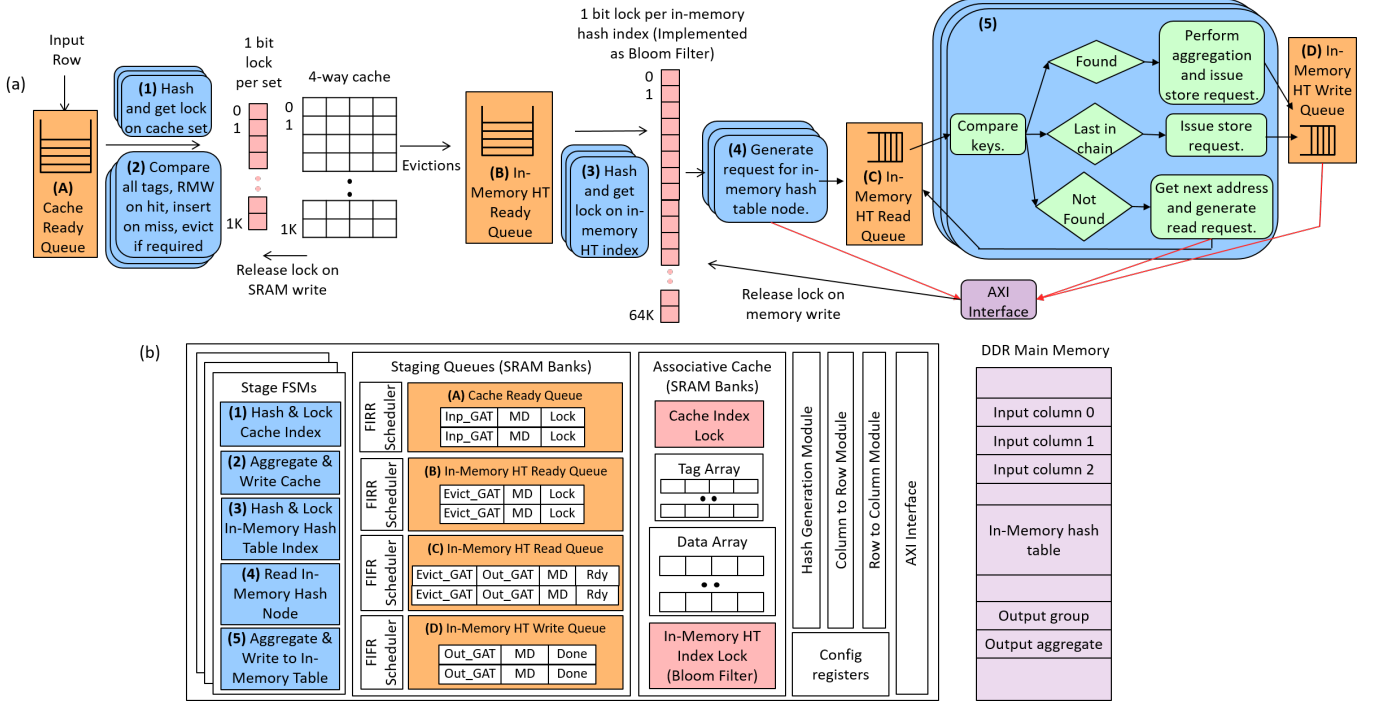 (a)
Input
Row
(A)
Cache
Ready
Queue
(1) Hash
and get lock
on cache set
(2) Compare
all tags, RMW
on hit, insert
on miss, evict
if required
1 bit
lock
per set
0
1
1K
4-way cache
0
1
1K
Release lock on
SRAM write
Evictions
(B) In-
Memory HT
Ready
Queue
1 bit lock per in-memory
hash index (Implemented
as Bloom Filter)
0
1
64K
(3) Hash
and get
lock on in-
memory
HT index
(4) Generate
request for in-
memory hash
table node.
(C) In-
Memory
HT Read
Queue
(5)
Compare
keys.
Found
Perform
aggregation
and issue
store request.
Last in
chain
Issue store
request.
Not
Found
Get next address
and generate
read request.
(D) In-
Memory
HT Write
Queue
Release lock on
memory write
AXI
Interface
(b)
Stage FSMs
(1) Hash & Lock
Cache Index
(2) Aggregate &
Write Cache
(3) Hash & Lock
In-Memory Hash
Table Index
(4) Read In-
Memory Hash
Node
(5) Aggregate &
Write to In-
Memory Table
Staging Queues (SRAM Banks)
FIRR
Scheduler
(A) Cache Ready Queue
Inp_GAT MD Lock
Inp_GAT MD Lock
FIRR
Scheduler
(B) In-Memory HT Ready Queue
Evict_GAT MD Lock
Evict_GAT MD Lock
FIFR
Scheduler
(C) In-Memory HT Read Queue
Evict_GAT Out_GAT MD Rdy
Evict_GAT Out_GAT MD Rdy
FIFR
Scheduler
(D) In-Memory HT Write Queue
Out_GAT MD Done
Out_GAT MD Done
Associative Cache
(SRAM Banks)
Cache Index
Lock
Tag Array
Data Array
In-Memory HT
Index Lock
(Bloom Filter)
Hash Generation Module
Column to Row Module
Row to Column Module
Config
registers
AXI Interface
DDR Main Memory
Input column 0
Input column 1
Input column 2
In-Memory hash
table
Output group
Output aggregate